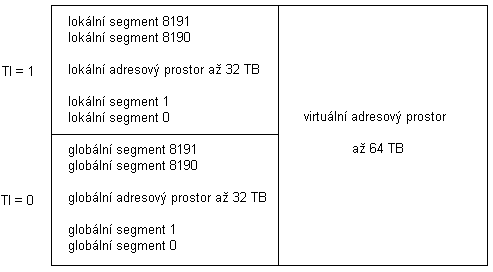 lokální segment 8191
lokální segment 8190
TI = 1
lokální adresový prostor až 32 TB
lokální segment 1
lokální segment 0
globální segment 8191
globální segment 8190
TI = 0
globální adresový prostor až 32 TB
globální segment 1
globální segment 0
virtuální adresový prostor
až 64 TB